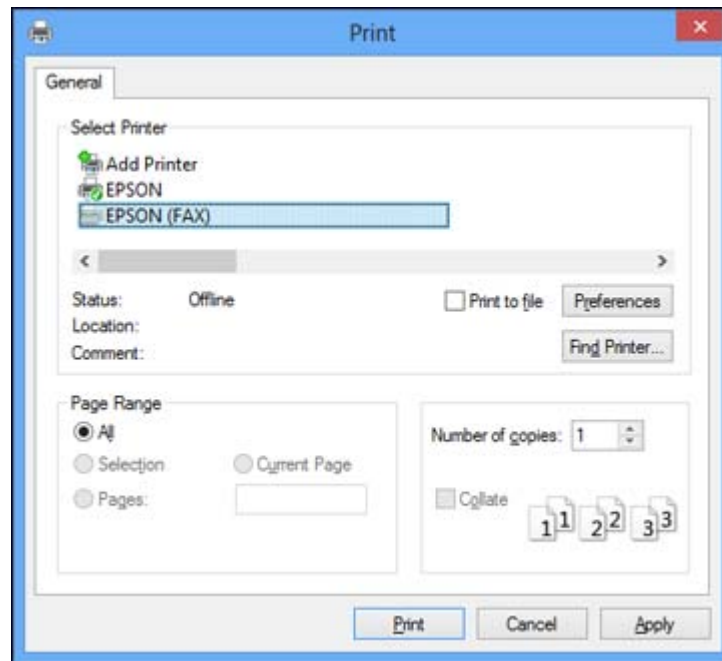 Print
General
Select Printer
Add Printer
EPSON
EPSON (FAX)
Status: Offline
Print to file
Preferences
Location:
Comment:
Find Printer...
Page Range
All
Selection
Current Page
Pages:
Number of copies: 1
Collate
1 1 2 2 3 3
Print
Cancel
Apply